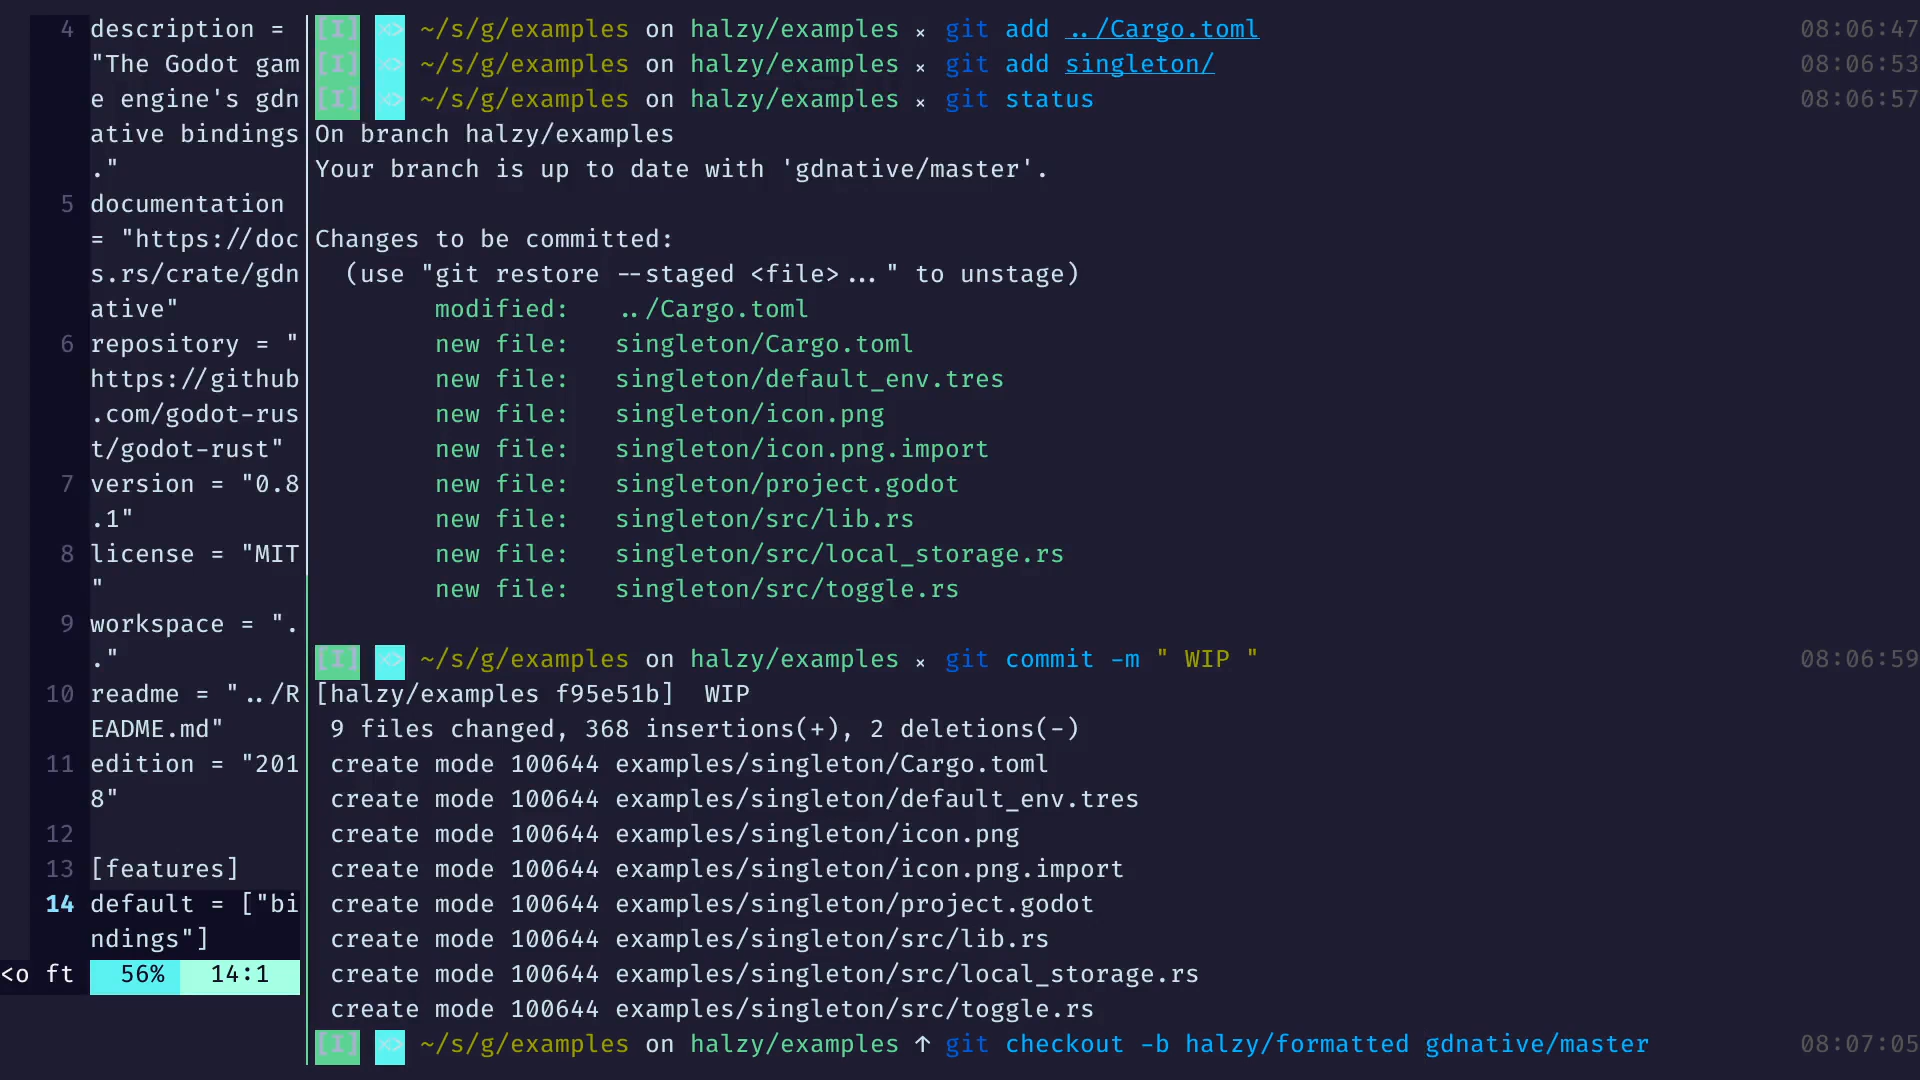 4 description =
"The Godot gam
e engine's gdn
ative bindings
."
5 documentation
= "https://doc
s.rs/crate/gdn
ative"
6 repository = "
https://github
.com/godot-rus
t/godot-rust"
7 version = "0.8
.1"
8 license = "MIT
"
9 workspace = ".
."
10 readme = "../R
EADME.md"
11 edition = "201
8"
12
13 [features]
14 default = ["bi
ndings"]
<o ft 56% 14:1
[I] <> ~/s/g/examples on halzy/examples × git add ../Cargo.toml 08:06:47
[I] <> ~/s/g/examples on halzy/examples × git add singleton/ 08:06:53
[I] <> ~/s/g/examples on halzy/examples × git status 08:06:57
On branch halzy/examples
Your branch is up to date with 'gdnative/master'.
Changes to be committed:
(use "git restore --staged <file>..." to unstage)
modified: ../Cargo.toml
new file: singleton/Cargo.toml
new file: singleton/default_env.tres
new file: singleton/icon.png
new file: singleton/icon.png.import
new file: singleton/project.godot
new file: singleton/src/lib.rs
new file: singleton/src/local_storage.rs
new file: singleton/src/toggle.rs
[I] <> ~/s/g/examples on halzy/examples × git commit -m " WIP " 08:06:59
[halzy/examples f95e51b] WIP
9 files changed, 368 insertions(+), 2 deletions(-)
create mode 100644 examples/singleton/Cargo.toml
create mode 100644 examples/singleton/default_env.tres
create mode 100644 examples/singleton/icon.png
create mode 100644 examples/singleton/icon.png.import
create mode 100644 examples/singleton/project.godot
create mode 100644 examples/singleton/src/lib.rs
create mode 100644 examples/singleton/src/local_storage.rs
create mode 100644 examples/singleton/src/toggle.rs
[I] <> ~/s/g/examples on halzy/examples ↑ git checkout -b halzy/formatted gdnative/master 08:07:05